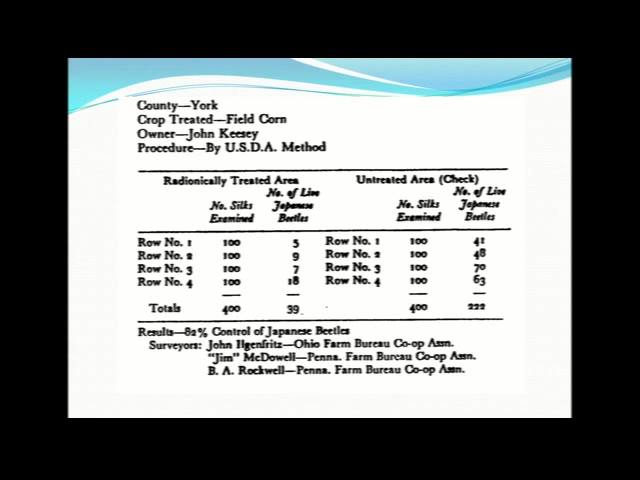 County—York
Crop Treated—Field Corn
Owner—John Keesey
Procedure—By U.S.D.A. Method
Radionically Treated Area Untreated Area (Check)
No. Silks Examined No. of Live Japanese Beetles No. Silks Examined No. of Live Japanese Beetles
Row No. 1 100 5 Row No. 1 100 41
Row No. 2 100 9 Row No. 2 100 48
Row No. 3 100 7 Row No. 3 100 70
Row No. 4 100 18 Row No. 4 100 63
Totals 400 39 400 222
Results—82% Control of Japanese Beetles
Surveyors: John Ilgenfritz—Ohio Farm Bureau Co-op Assn.
"Jim" McDowell—Penna. Farm Bureau Co-op Assn.
B. A. Rockwell—Penna. Farm Bureau Co-op Assn.